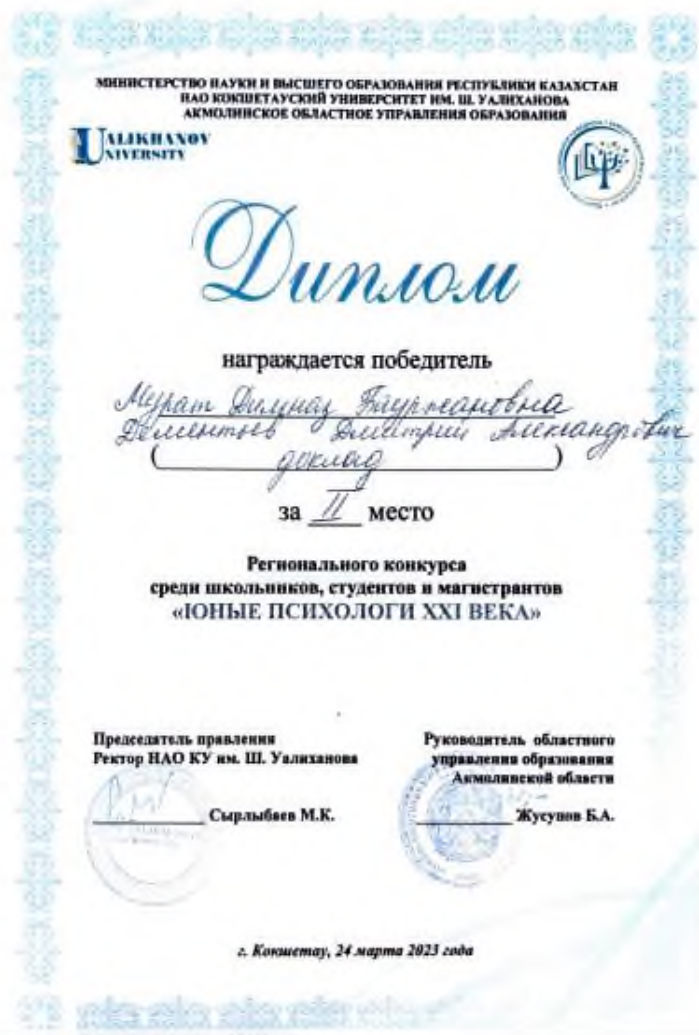 МИНИСТЕРСТВО НАУКИ И ВЫСШЕГО ОБРАЗОВАНИЯ РЕСПУБЛИКИ КАЗАХСТАН
НАО КОКШЕТАУСКИЙ УНИВЕРСИТЕТ ИМ. Ш. УАЛИХАНОВА
АКМОЛИНСКОЕ ОБЛАСТНОЕ УПРАВЛЕНИЯ ОБРАЗОВАНИЯ
UALIKHANOV
UNIVERSITY
Диплом
награждается победитель
Мурат Дильназ Бауржановна
Дементьев Дмитрий Александрович
(доклад)
за II место
Регионального конкурса
среди школьников, студентов и магистрантов
«ЮНЫЕ ПСИХОЛОГИ XXI ВЕКА»
Председатель правления
Ректор НАО КУ им. Ш. Уалиханова
Сырлыбаев М.К.
Руководитель областного
управления образования
Акмолинской области
Жусупов Б.А.
г. Кокшетау, 24 марта 2023 года